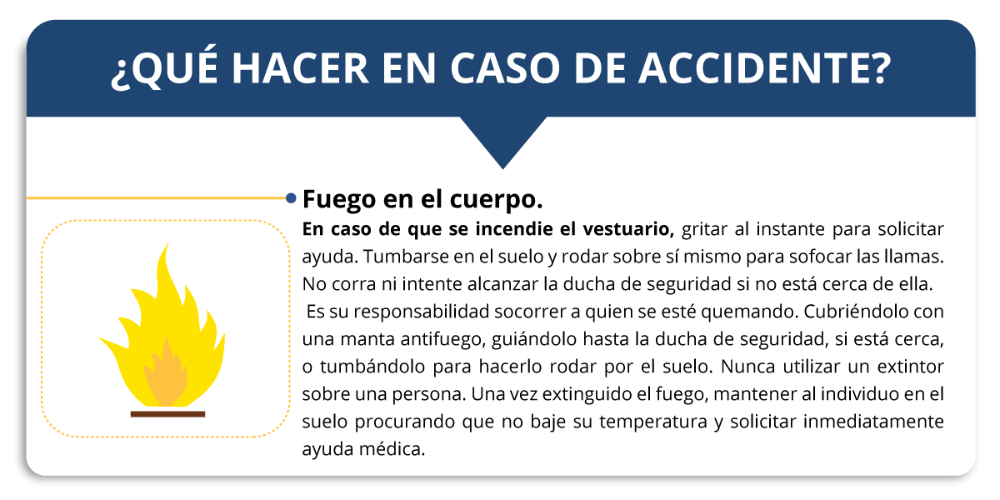 ¿QUÉ HACER EN CASO DE ACCIDENTE?
Fuego en el cuerpo.
En caso de que se incendie el vestuario, gritar al instante para solicitar
ayuda. Tumbarse en el suelo y rodar sobre sí mismo para sofocar las llamas.
No corra ni intente alcanzar la ducha de seguridad si no está cerca de ella.
Es su responsabilidad socorrer a quien se esté quemando. Cubriéndolo con
una manta antifuego, guiándolo hasta la ducha de seguridad, si está cerca,
o tumbándolo para hacerlo rodar por el suelo. Nunca utilizar un extintor
sobre una persona. Una vez extinguido el fuego, mantener al individuo en el
suelo procurando que no baje su temperatura y solicitar inmediatamente
ayuda médica.